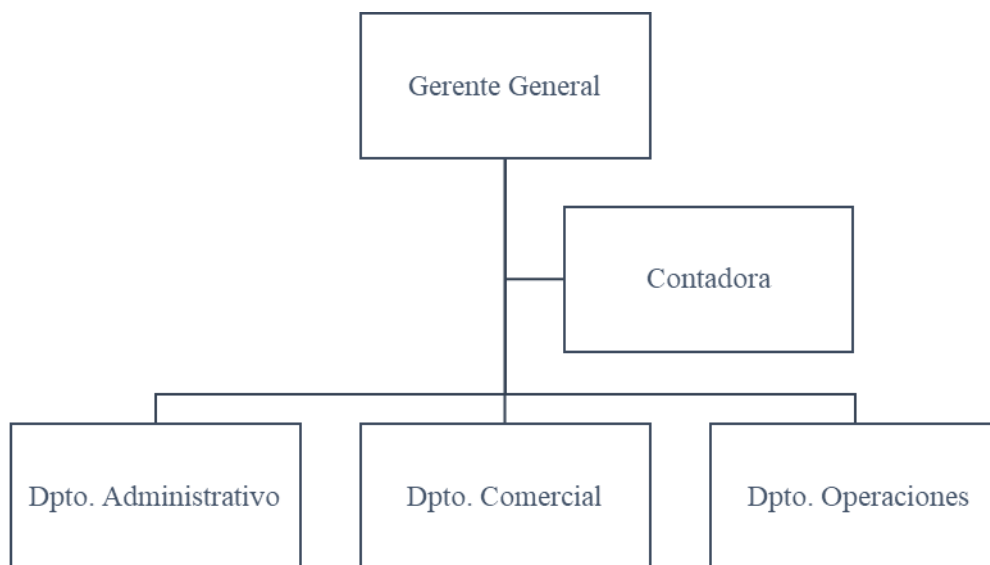 Gerente General
Contadora
Dpto. Administrativo
Dpto. Comercial
Dpto. Operaciones